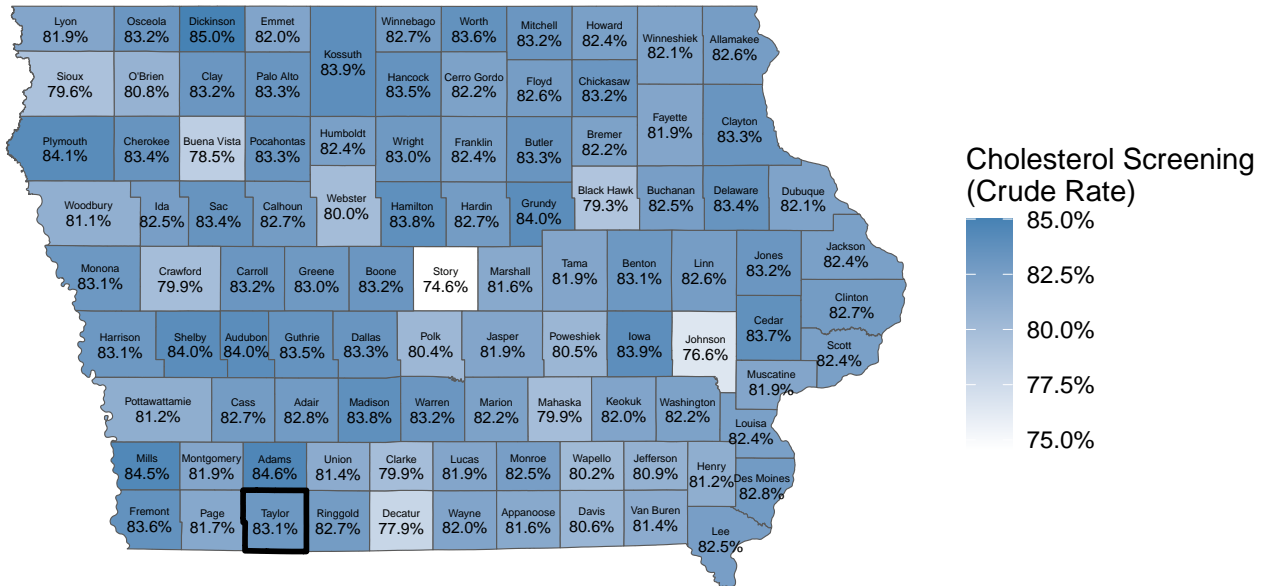 Lyon
81.9%
Osceola
83.2%
Dickinson
85.0%
Emmet
82.0%
Kossuth
83.9%
Winnebago
82.7%
Worth
83.6%
Mitchell
83.2%
Howard
82.4%
Winneshiek
82.1%
Allamakee
82.6%
Sioux
79.6%
O'Brien
80.8%
Clay
83.2%
Palo Alto
83.3%
Hancock
83.5%
Cerro Gordo
82.2%
Floyd
82.6%
Chickasaw
83.2%
Fayette
81.9%
Clayton
83.3%
Plymouth
84.1%
Cherokee
83.4%
Buena Vista
78.5%
Pocahontas
83.3%
Humboldt
82.4%
Wright
83.0%
Franklin
82.4%
Butler
83.3%
Bremer
82.2%
Woodbury
81.1%
Ida
82.5%
Sac
83.4%
Calhoun
82.7%
Webster
80.0%
Hamilton
83.8%
Hardin
82.7%
Grundy
84.0%
Black Hawk
79.3%
Buchanan
82.5%
Delaware
83.4%
Dubuque
82.1%
Monona
83.1%
Crawford
79.9%
Carroll
83.2%
Greene
83.0%
Boone
83.2%
Story
74.6%
Marshall
81.6%
Tama
81.9%
Benton
83.1%
Linn
82.6%
Jones
83.2%
Jackson
82.4%
Clinton
82.7%
Harrison
83.1%
Shelby
84.0%
Audubon
84.0%
Guthrie
83.5%
Dallas
83.3%
Polk
80.4%
Jasper
81.9%
Poweshiek
80.5%
Iowa
83.9%
Johnson
76.6%
Cedar
83.7%
Scott
82.4%
Muscatine
81.9%
Pottawattamie
81.2%
Cass
82.7%
Adair
82.8%
Madison
83.8%
Warren
83.2%
Marion
82.2%
Mahaska
79.9%
Keokuk
82.0%
Washington
82.2%
Louisa
82.4%
Mills
84.5%
Montgomery
81.9%
Adams
84.6%
Union
81.4%
Clarke
79.9%
Lucas
81.9%
Monroe
82.5%
Wapello
80.2%
Jefferson
80.9%
Henry
81.2%
Des Moines
82.8%
Fremont
83.6%
Page
81.7%
Taylor
83.1%
Ringgold
82.7%
Decatur
77.9%
Wayne
82.0%
Appanoose
81.6%
Davis
80.6%
Van Buren
81.4%
Lee
82.5%
Cholesterol Screening
(Crude Rate)
85.0%
82.5%
80.0%
77.5%
75.0%